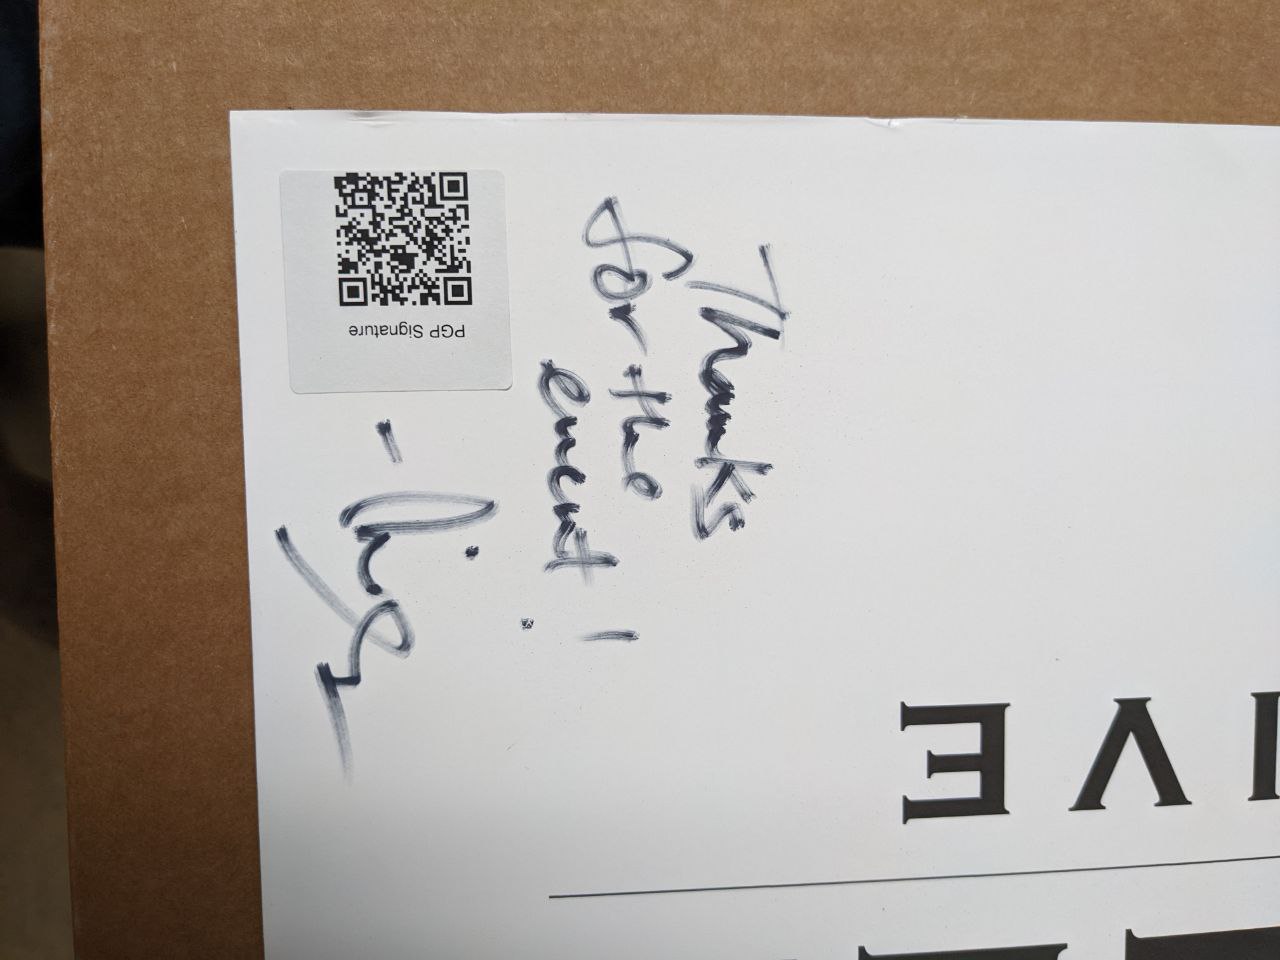 Thanks
for the
event!
PGP Signature
IVE